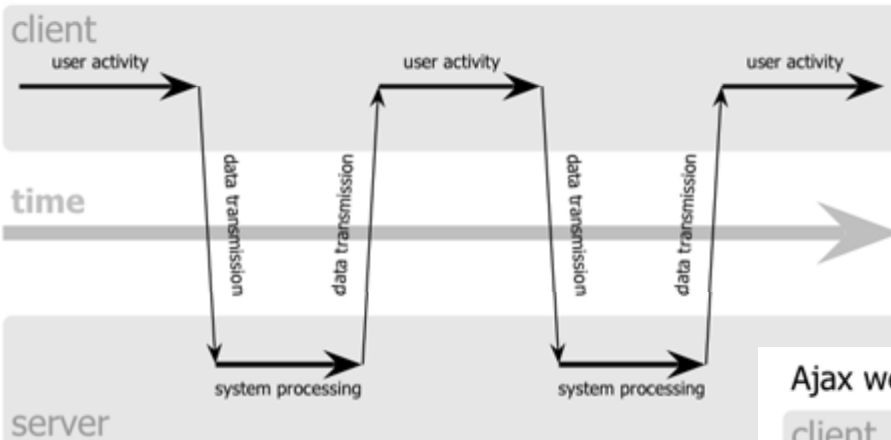 client
user activity
user activity
user activity
data transmission
data transmission
data transmission
data transmission
time
system processing
system processing
server
Ajax w
client